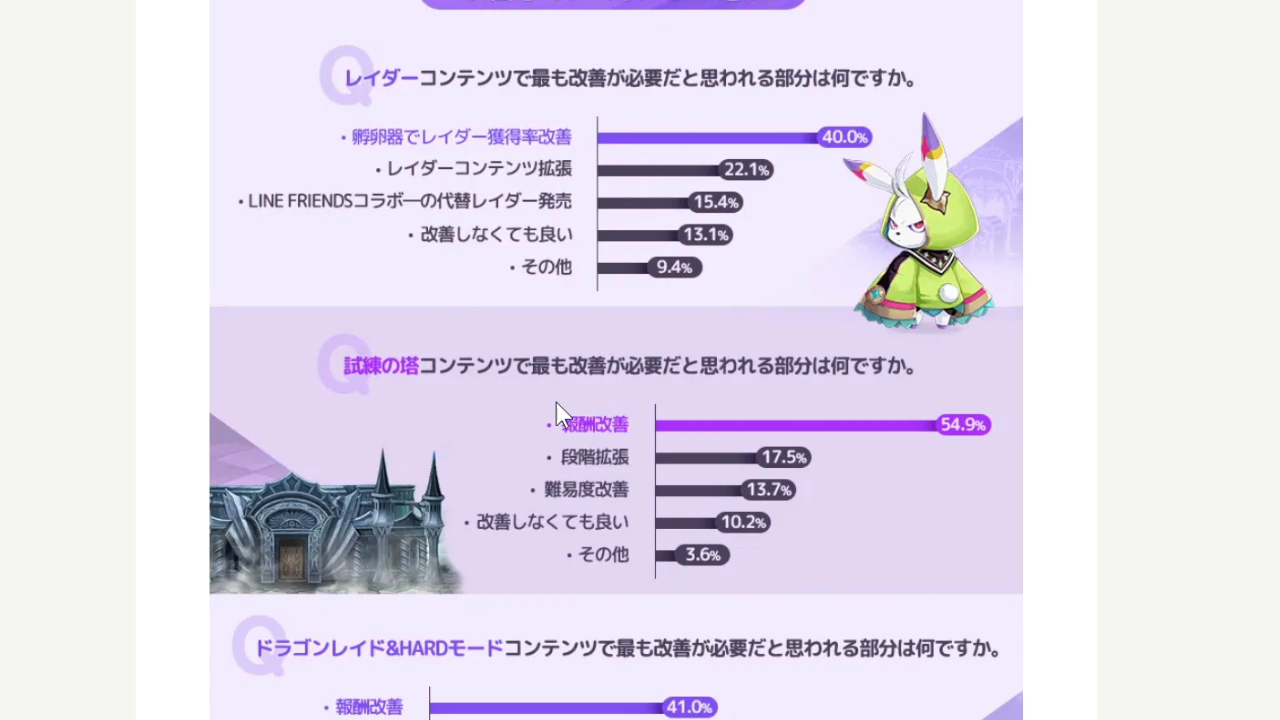 Q レイダーコンテンツで最も改善が必要だと思われる部分は何ですか。
・孵卵器でレイダー獲得率改善 40.0%
・レイダーコンテンツ拡張 22.1%
・LINE FRIENDSコラボ―の代替レイダー発売 15.4%
・改善しなくても良い 13.1%
・その他 9.4%
Q 試練の塔コンテンツで最も改善が必要だと思われる部分は何ですか。
・報酬改善 54.9%
・段階拡張 17.5%
・難易度改善 13.7%
・改善しなくても良い 10.2%
・その他 3.6%
Q ドラゴンレイド&HARDモードコンテンツで最も改善が必要だと思われる部分は何ですか。
・報酬改善 41.0%